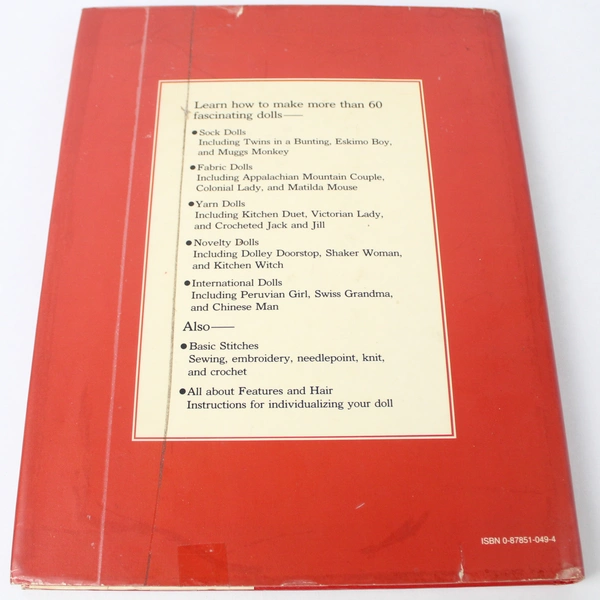 Learn how to make more than 60
fascinating dolls—
●Sock Dolls
Including Twins in a Bunting, Eskimo Boy,
and Muggs Monkey
●Fabric Dolls
Including Appalachian Mountain Couple,
Colonial Lady, and Matilda Mouse
●Yarn Dolls
Including Kitchen Duet, Victorian Lady,
and Crocheted Jack and Jill
●Novelty Dolls
Including Dolley Doorstop, Shaker Woman,
and Kitchen Witch
●International Dolls
Including Peruvian Girl, Swiss Grandma,
and Chinese Man
Also—
●Basic Stitches
Sewing, embroidery, needlepoint, knit,
and crochet
●All about Features and Hair
Instructions for individualizing your doll
ISBN 0-87851-049-4